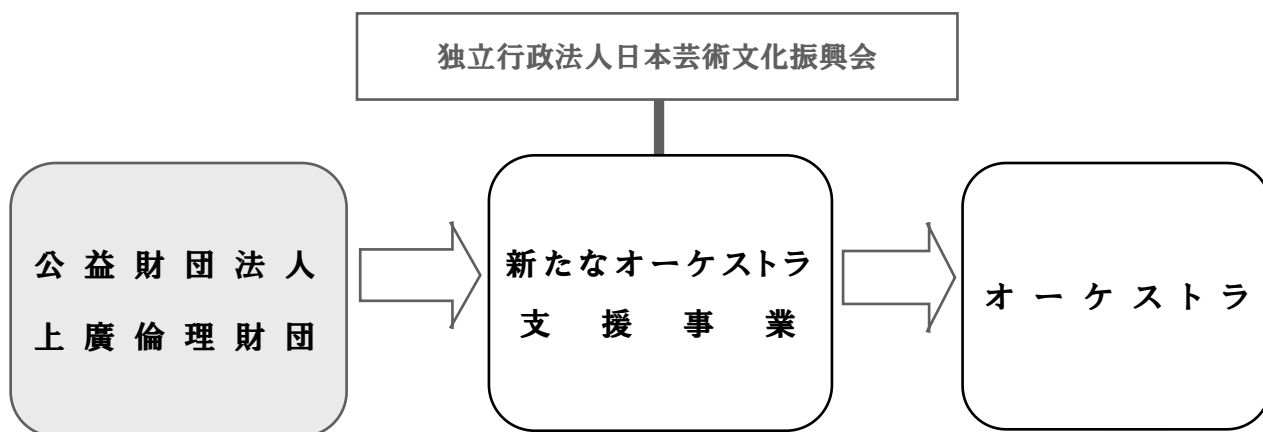 独立行政法人日本芸術文化振興会
公益財団法人
上廣倫理財団
新たなオーケストラ
支援事業
オーケストラ